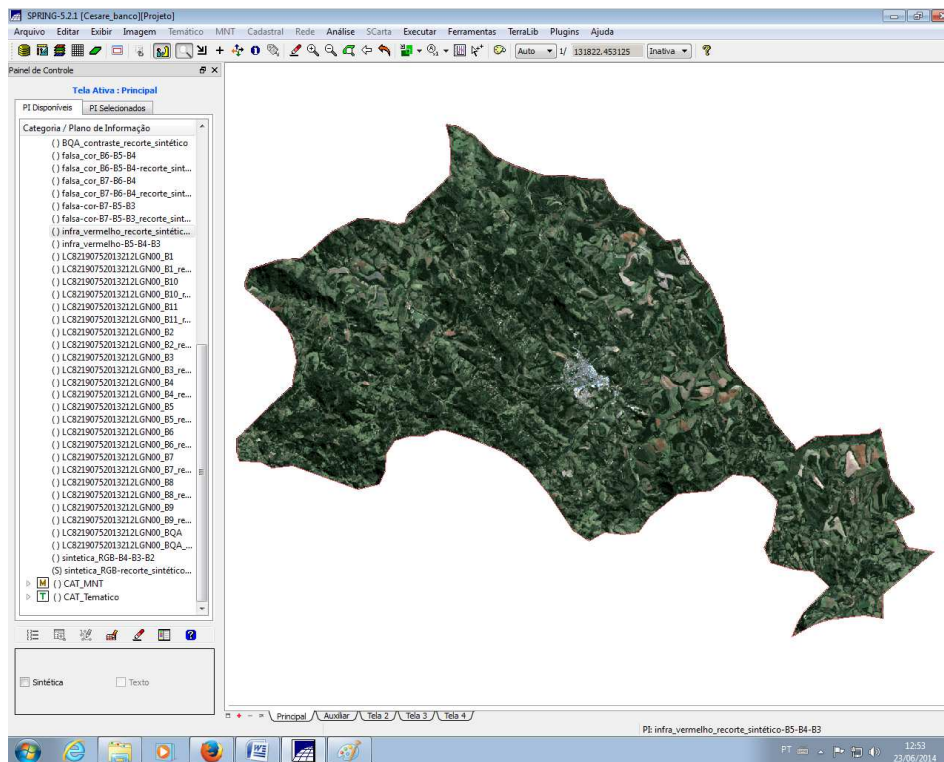 SPRING-5.2.1 [Cesare_banco][Projeto]
Arquivo Editar Exibir Imagem Temático MNT Cadastral Rede Análise SCarta Executar Ferramentas TerraLib Plugins Ajuda
Auto 1/ 131822.453125 Inativa
Painel de Controle
Tela Ativa : Principal
PI Disponíveis PI Selecionados
Categoria / Plano de Informação
( ) BQA_contraste_recorte_sintético
( ) falsa_cor_B6-B5-B4
( ) falsa_cor_B6-B5-B4-recorte_sint...
( ) falsa_cor_B7-B6-B4
( ) falsa_cor_B7-B6-B4_recorte_sint...
( ) falsa-cor-B7-B5-B3
( ) falsa-cor-B7-B5-B3_recorte_sint...
( ) infra_vermelho_recorte_sintétic...
( ) infra_vermelho-B5-B4-B3
( ) LC82190752013212LGN00_B1
( ) LC82190752013212LGN00_B1_re...
( ) LC82190752013212LGN00_B10
( ) LC82190752013212LGN00_B10_r...
( ) LC82190752013212LGN00_B11
( ) LC82190752013212LGN00_B11_r...
( ) LC82190752013212LGN00_B2
( ) LC82190752013212LGN00_B2_re...
( ) LC82190752013212LGN00_B3
( ) LC82190752013212LGN00_B3_re...
( ) LC82190752013212LGN00_B4
( ) LC82190752013212LGN00_B4_re...
( ) LC82190752013212LGN00_B5
( ) LC82190752013212LGN00_B5_re...
( ) LC82190752013212LGN00_B6
( ) LC82190752013212LGN00_B6_re...
( ) LC82190752013212LGN00_B7
( ) LC82190752013212LGN00_B7_re...
( ) LC82190752013212LGN00_B8
( ) LC82190752013212LGN00_B8_re...
( ) LC82190752013212LGN00_B9
( ) LC82190752013212LGN00_B9_re...
( ) LC82190752013212LGN00_BQA
( ) LC82190752013212LGN00_BQA_...
( ) sintetica_RGB-B4-B3-B2
(S) sintetica_RGB-recorte_sintético...
M ( ) CAT_MNT
T ( ) CAT_Tematico
Sintética Texto
Principal Auxiliar Tela 2 Tela 3 Tela 4
PI: infra_vermelho_recorte_sintético-B5-B4-B3
PT 12:53
23/06/2014